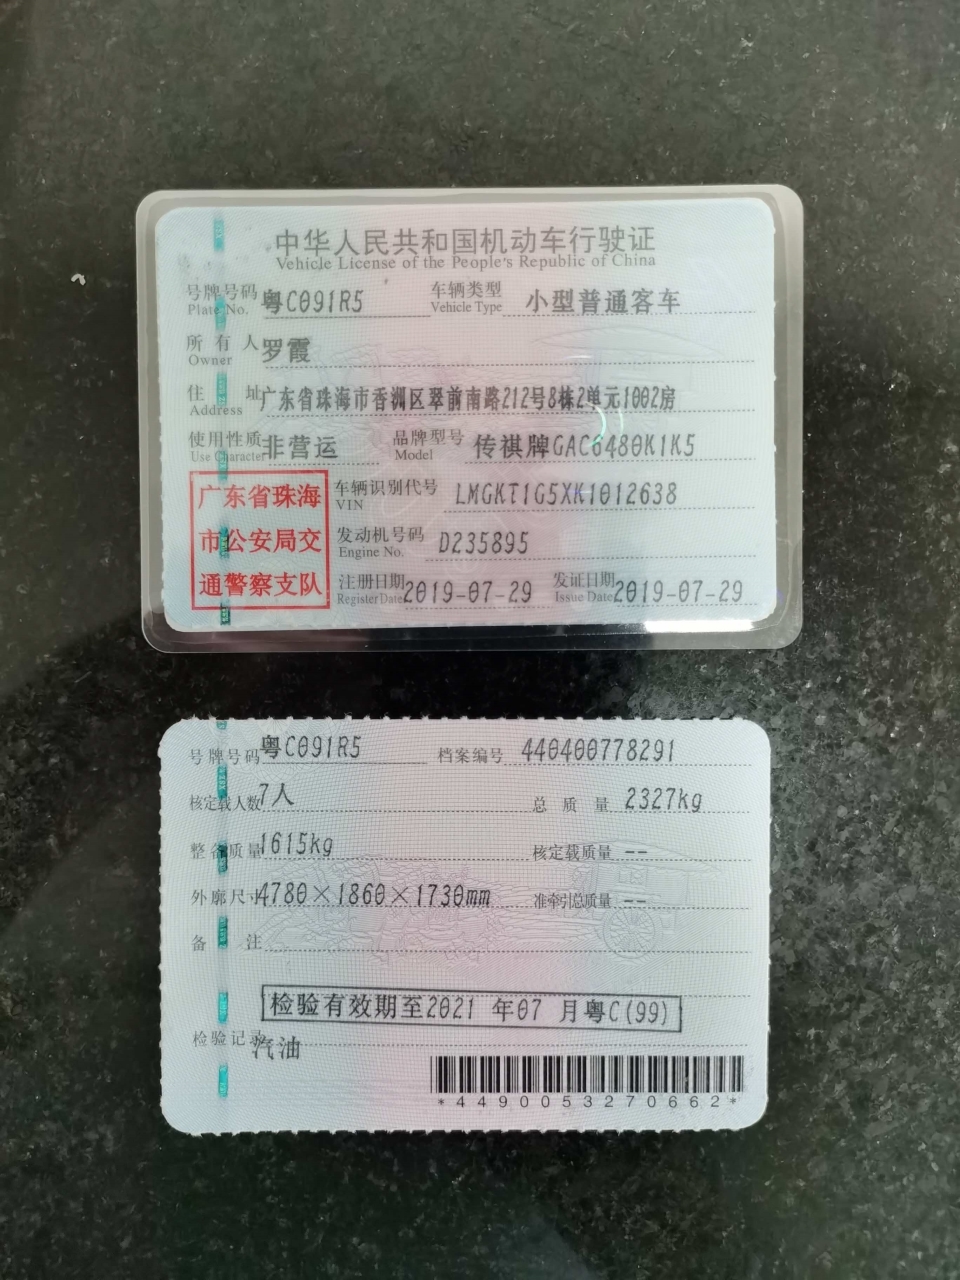 中华人民共和国机动车行驶证
Vehicle License of the People's Republic of China
号牌号码 粤C091R5 车辆类型 小型普通客车
Plate No. Vehicle Type
所有人 罗霞
Owner
住址 广东省珠海市香洲区翠前南路212号8栋2单元1002房
Address
使用性质 非营运 品牌型号 传祺牌GAC6480K1K5
Use Character Model
广东省珠海
市公安局交
通警察支队
车辆识别代号 LMGKT1G5XK1012638
VIN
发动机号码 D235895
Engine No.
注册日期 2019-07-29 发证日期 2019-07-29
Register Date Issue Date
号牌号码 粤C091R5 档案编号 440400778291
核定载人数 7人 总质量 2327kg
整备质量 1615kg 核定载质量 --
外廓尺寸 4780×1860×1730mm 准牵引总质量 --
备注
检验有效期至2021 年07 月粤C(99)
检验记录
汽油
*4490053270662*